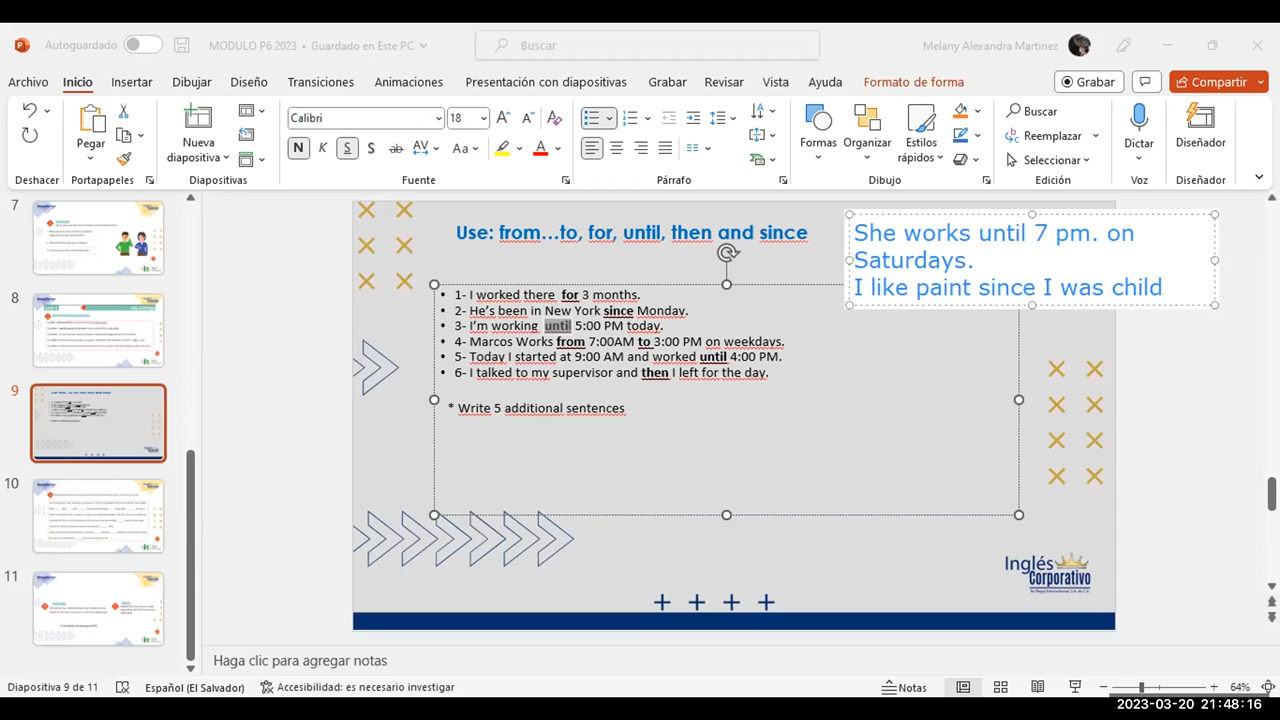 Autoguardado
MODULO P6 2023 • Guardado en Este PC
Buscar
Melany Alexandra Martinez
Archivo Inicio Insertar Dibujar Diseño Transiciones Animaciones Presentación con diapositivas Grabar Revisar Vista Ayuda Formato de forma
Grabar
Compartir
Pegar
Nueva diapositiva
Calibri 18
N K S S ab AV Aa A
Formas
Organizar
Estilos rápidos
Buscar
Reemplazar
Seleccionar
Dictar
Diseñador
Deshacer Portapapeles Diapositivas Fuente Párrafo Dibujo Edición Voz Diseñador
7
8
9
10
11
Use: from...to, for, until, then and since
She works until 7 pm. on
Saturdays.
I like paint since I was child
• 1- I worked there for 3 months.
• 2- in New York since Monday.
• 3- I'm 5:00 PM today.
• 4- Marcos Works from 7:00AM to 3:00 PM on weekdays.
• 5- Today I started at 9:00 AM and worked until 4:00 PM.
• 6- I talked to my supervisor and then I left for the day.
* Write 5 additional sentences
Inglés
Corporativo
Haga clic para agregar notas
Diapositiva 9 de 11 Español (El Salvador) Accesibilidad: es necesario investigar Notas 64%
2023-03-20 21:48:16